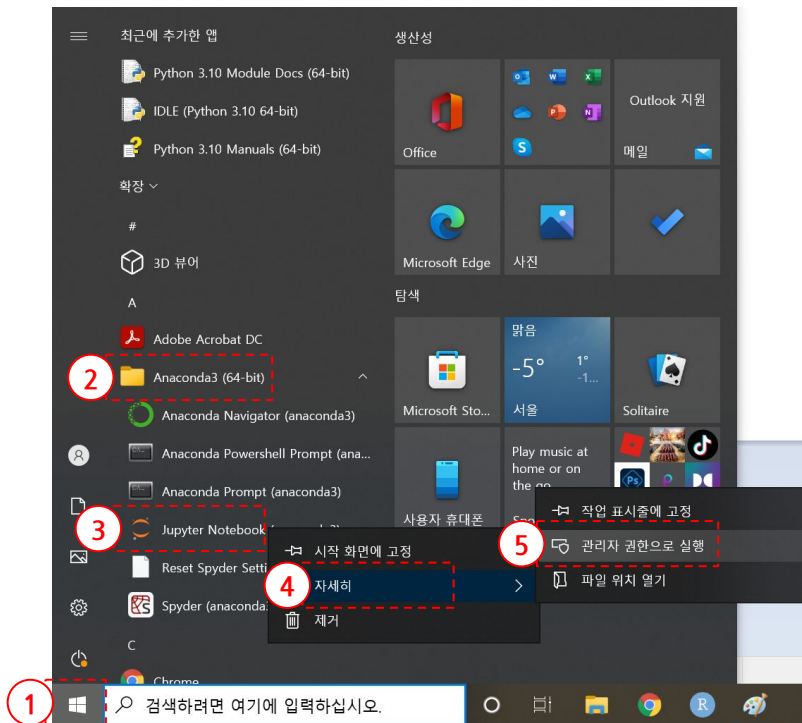 최근에 추가한 앱
Python 3.10 Module Docs (64-bit)
IDLE (Python 3.10 64-bit)
Python 3.10 Manuals (64-bit)
확장
#
3D 뷰어
A
Adobe Acrobat DC
2
Anaconda3 (64-bit)
Anaconda Navigator (anaconda3)
Anaconda Powershell Prompt (ana...
Anaconda Prompt (anaconda3)
3
Jupyter Notebook
Reset Spyder Setti
Spyder (anaconda
C
Chrome
생산성
Office
Outlook 지원
메일
Microsoft Edge
사진
탐색
Microsoft Sto...
맑음
-5°
1°
-1...
서울
Solitaire
사용자 휴대폰
Play music at
home or on
the go
Ps
시작 화면에 고정
4
자세히
제거
작업 표시줄에 고정
5
관리자 권한으로 실행
파일 위치 열기
1
검색하려면 여기에 입력하십시오.
R